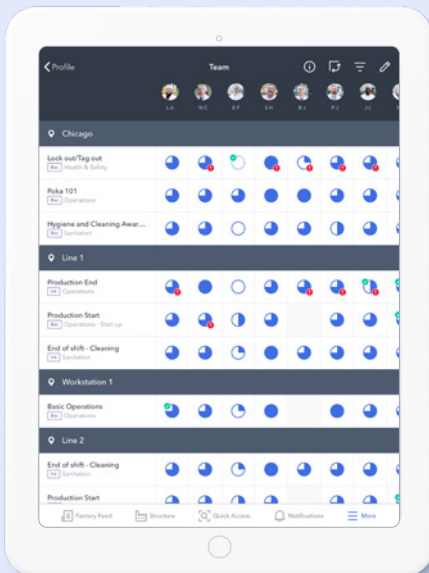 Profile
Team
LA NC EF SH BJ PJ JL
Chicago
Lock out/Tag out
Health & Safety
Poka 101
Operations
Hygiene and Cleaning Awar...
Sanitation
Line 1
Production End
Operations
Production Start
Operations - Start up
End of shift - Cleaning
Sanitation
Workstation 1
Basic Operations
Operations
Line 2
End of shift - Cleaning
Sanitation
Production Start
Factory Feed Structure Quick Access Notifications More